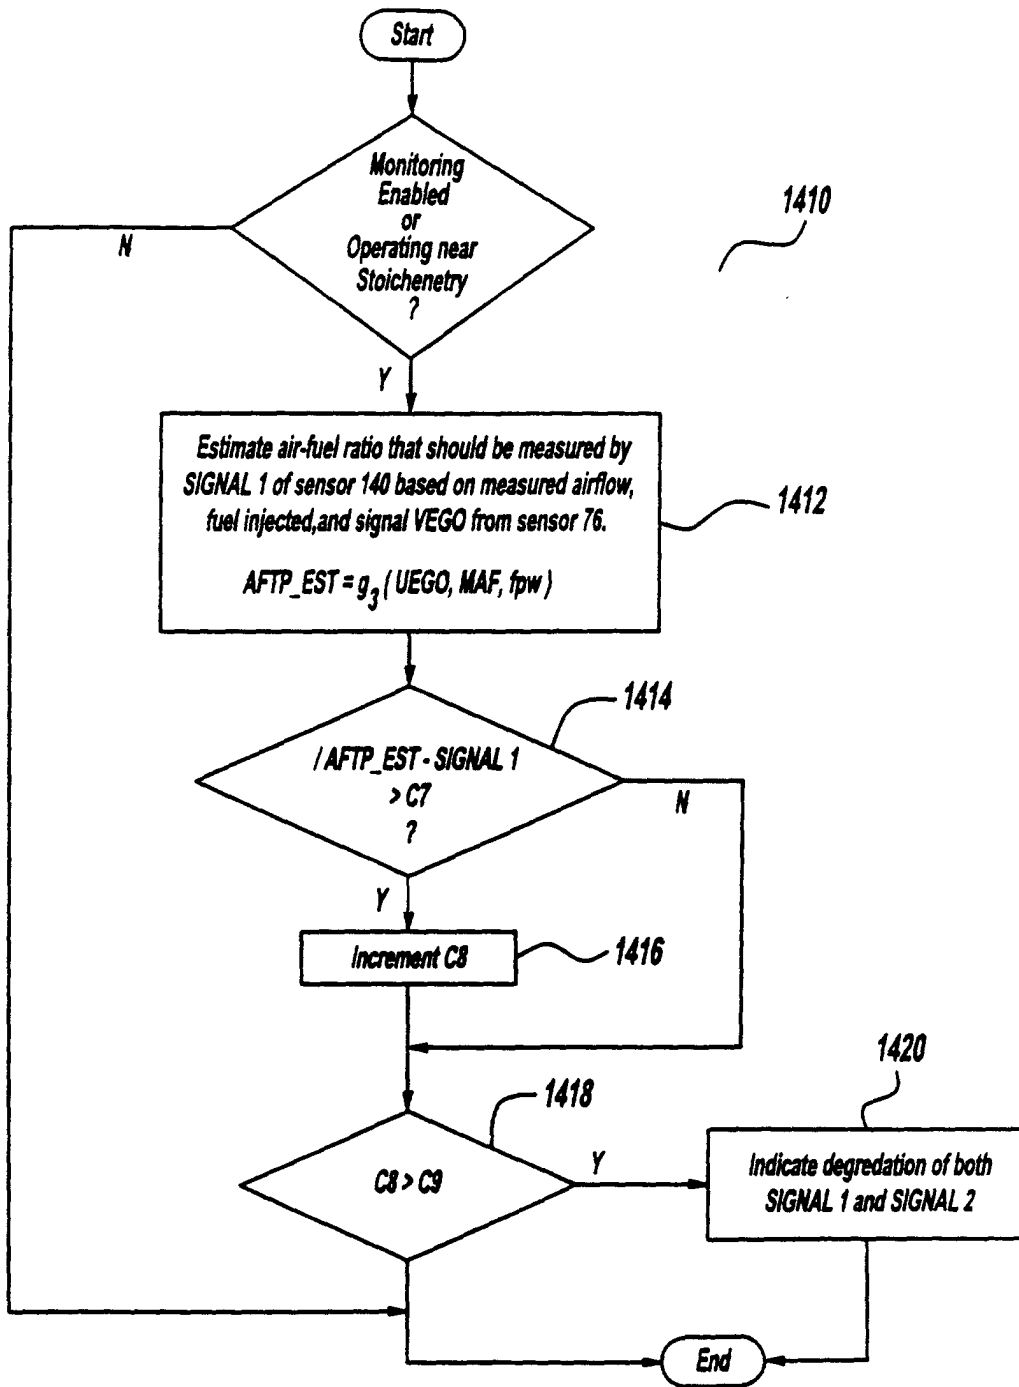 Start
Monitoring
Enabled
or
Operating near
Stoichenetry
?
1410
N
Y
Estimate air-fuel ratio that should be measured by
SIGNAL 1 of sensor 140 based on measured airflow,
fuel injected,and signal VEGO from sensor 76.
AFTP_EST = g3 ( UEGO, MAF, fpw )
1412
1414
/ AFTP_EST - SIGNAL 1
> C7
?
N
Y
Increment C8
1416
1420
1418
C8 > C9
Y
Indicate degredation of both
SIGNAL 1 and SIGNAL 2
End